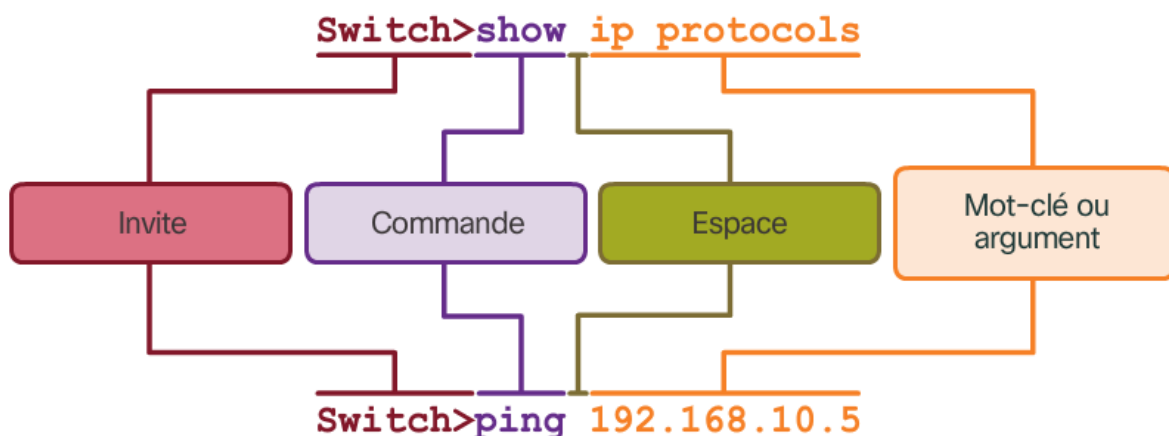 Switch>show ip protocols
Invite
Commande
Espace
Mot-clé ou
argument
Switch>ping 192.168.10.5